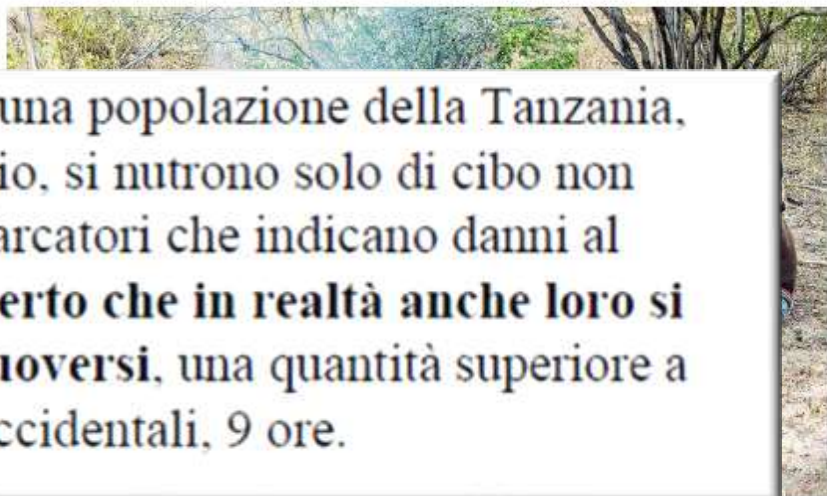 una popolazione della Tanzania,
io, si nutrono solo di cibo non
arcatori che indicano danni al
erto che in realtà anche loro si
uoversi, una quantità superiore a
ccidentali, 9 ore.